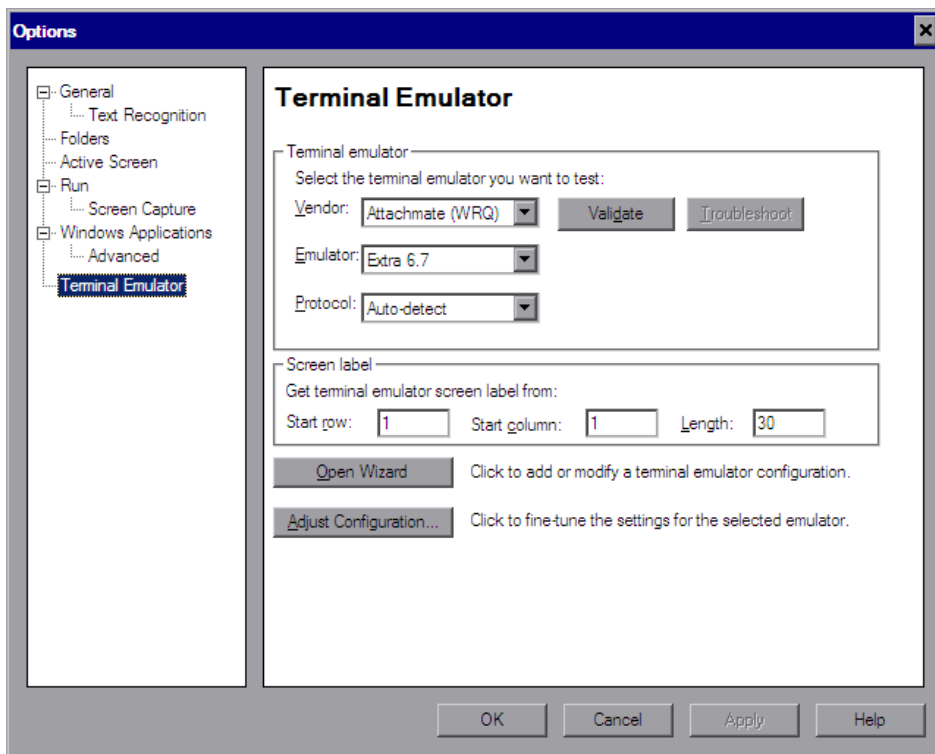 Options
General
Text Recognition
Folders
Active Screen
Run
Screen Capture
Windows Applications
Advanced
Terminal Emulator
Terminal Emulator
Terminal emulator
Select the terminal emulator you want to test:
Vendor: Attachmate (WRQ) Validate Troubleshoot
Emulator: Extra 6.7
Protocol: Auto-detect
Screen label
Get terminal emulator screen label from:
Start row: 1 Start column: 1 Length: 30
Open Wizard Click to add or modify a terminal emulator configuration.
Adjust Configuration... Click to fine-tune the settings for the selected emulator.
OK Cancel Apply Help